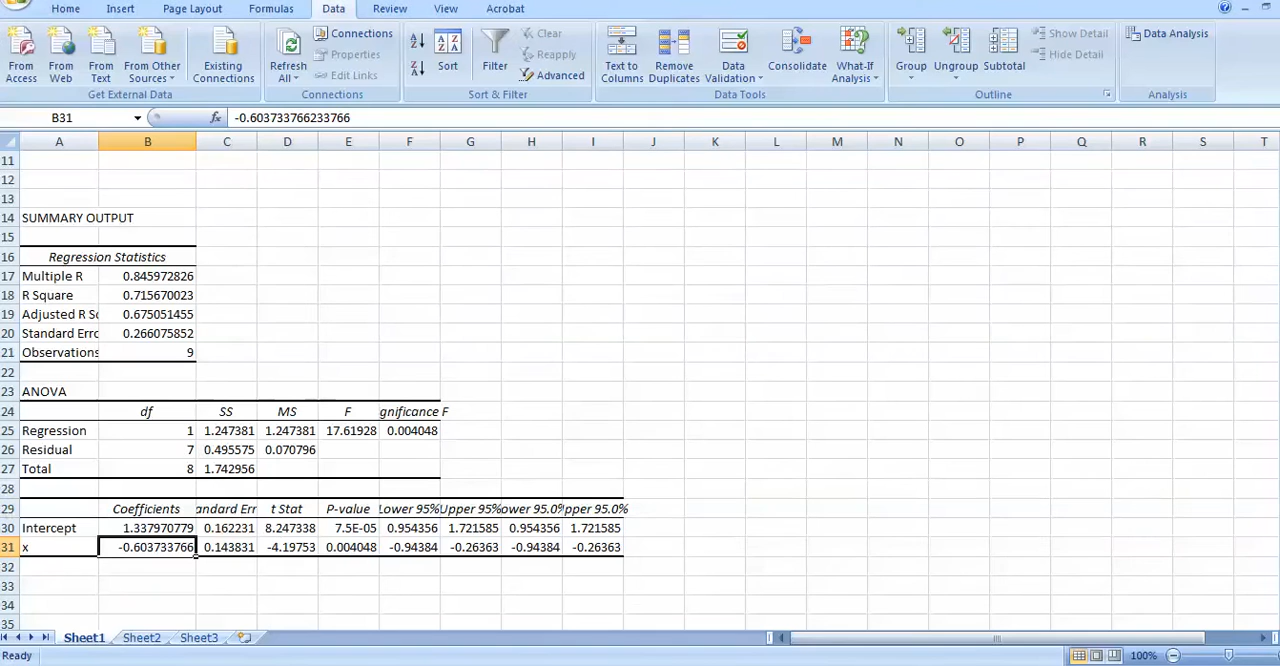 Home Insert Page Layout Formulas Data Review View Acrobat
From Access From Web From Text From Other Sources Existing Connections Refresh All Connections Properties Edit Links Sort Filter Clear Reapply Advanced Text to Columns Remove Duplicates Data Validation Consolidate What-If Analysis Group Ungroup Subtotal Show Detail Hide Detail Data Analysis
Get External Data Connections Sort & Filter Data Tools Outline Analysis
B31 fx -0.603733766233766
A B C D E F G H I J K L M N O P Q R S T
11
12
13
14 SUMMARY OUTPUT
15
16 Regression Statistics
17 Multiple R 0.845972826
18 R Square 0.715670023
19 Adjusted R Sq 0.675051455
20 Standard Erro 0.266075852
21 Observations 9
22
23 ANOVA
24 df SS MS F gnificance F
25 Regression 1 1.247381 1.247381 17.61928 0.004048
26 Residual 7 0.495575 0.070796
27 Total 8 1.742956
28
29 Coefficients andard Err t Stat P-value Lower 95% Upper 95% ower 95.0% pper 95.0%
30 Intercept 1.337970779 0.162231 8.247338 7.5E-05 0.954356 1.721585 0.954356 1.721585
31 x -0.603733766 0.143831 -4.19753 0.004048 -0.94384 -0.26363 -0.94384 -0.26363
32
33
34
35
Sheet1 Sheet2 Sheet3
Ready 100%